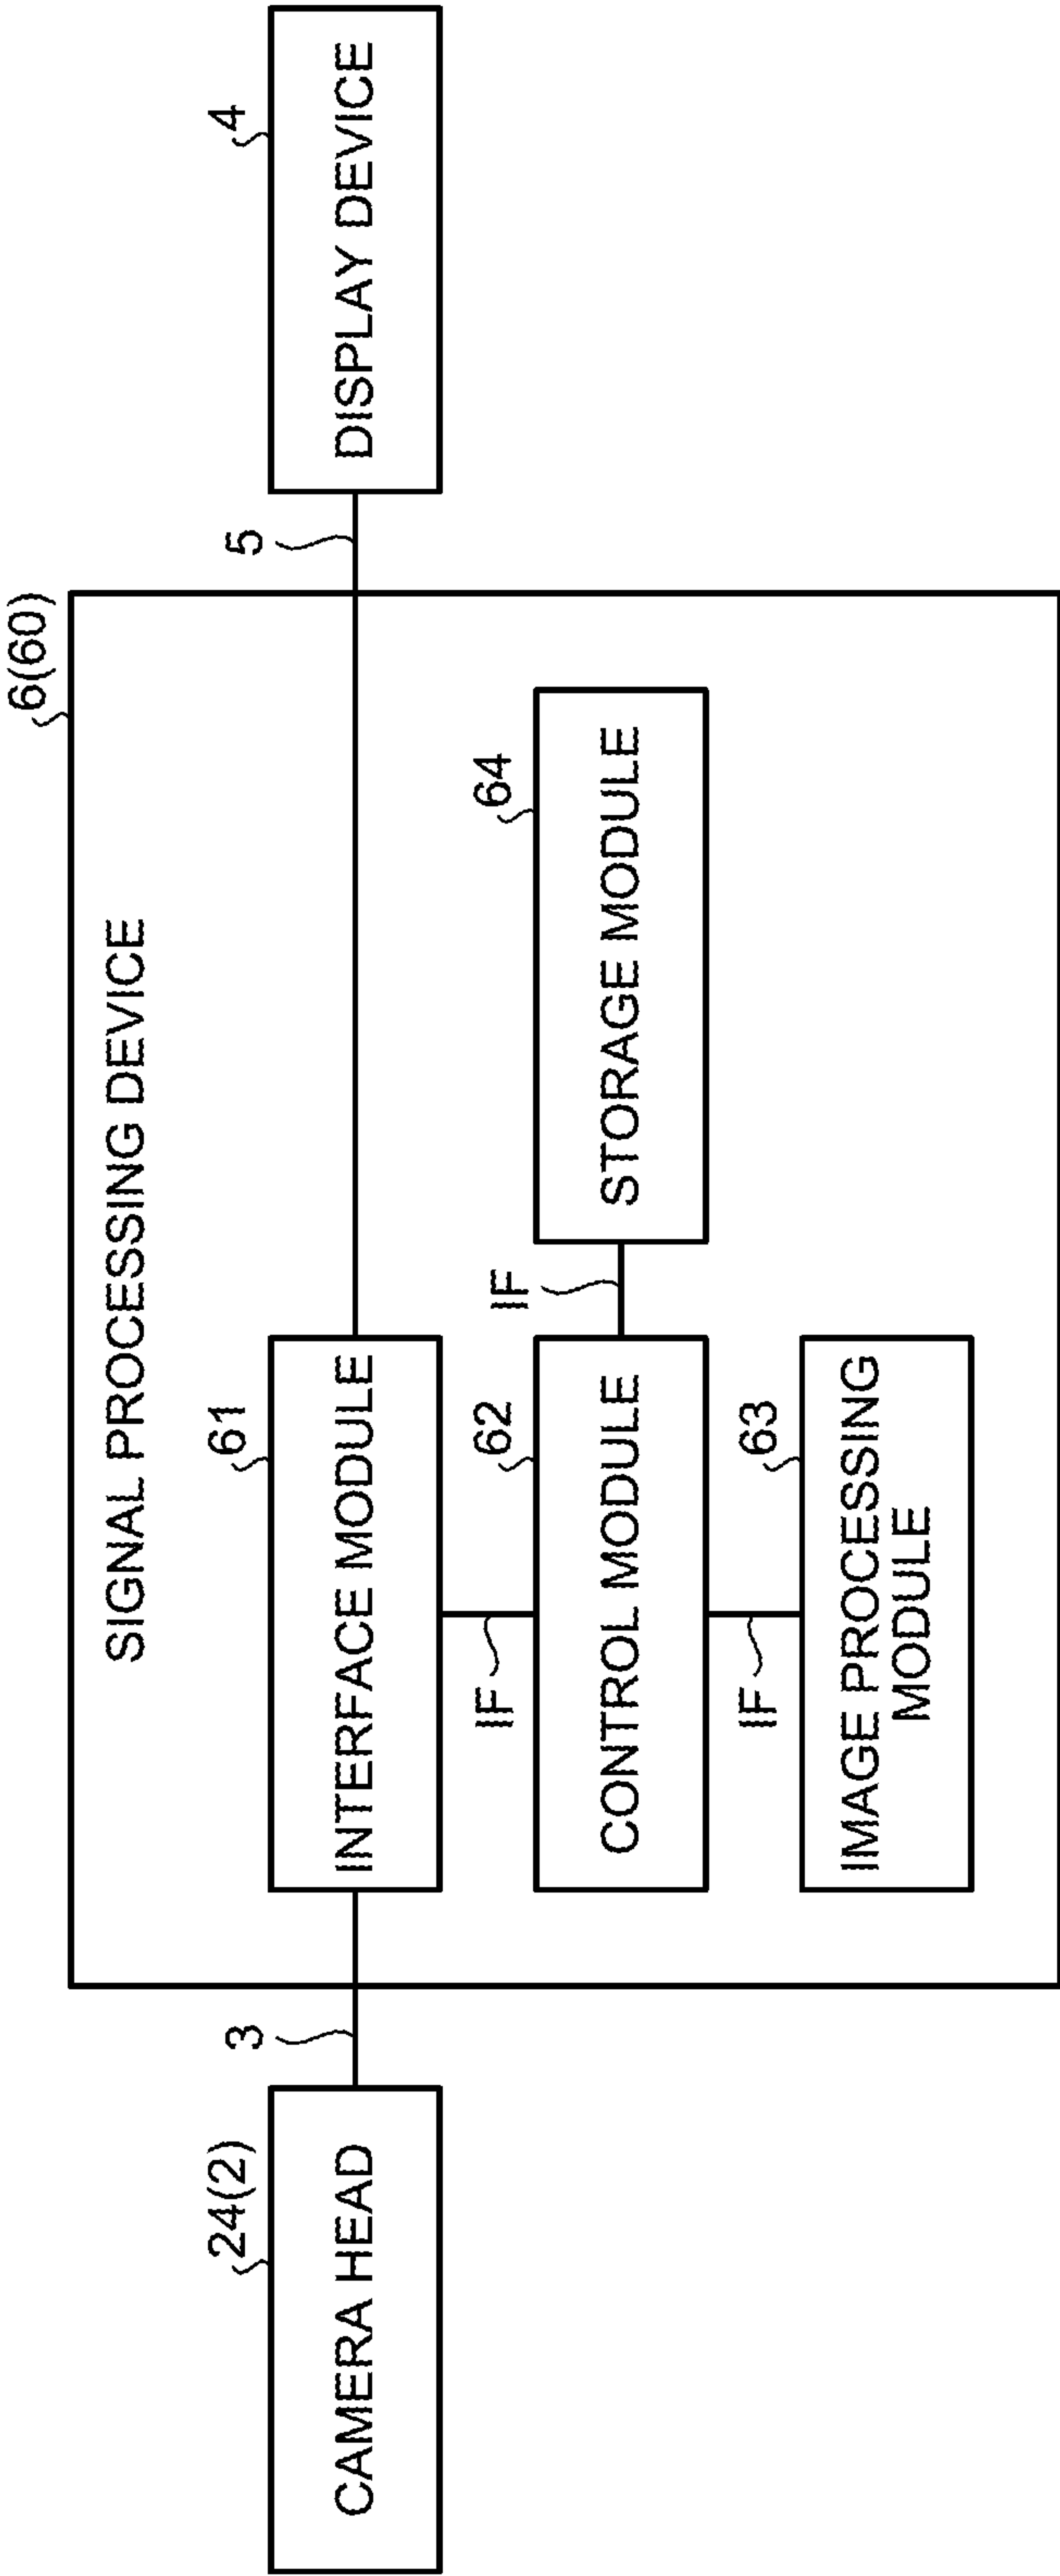 6(60)
SIGNAL PROCESSING DEVICE
24(2)
3
61
5
4
CAMERA HEAD
INTERFACE MODULE
DISPLAY DEVICE
IF
62
IF
64
CONTROL MODULE
STORAGE MODULE
IF
63
IMAGE PROCESSING
MODULE